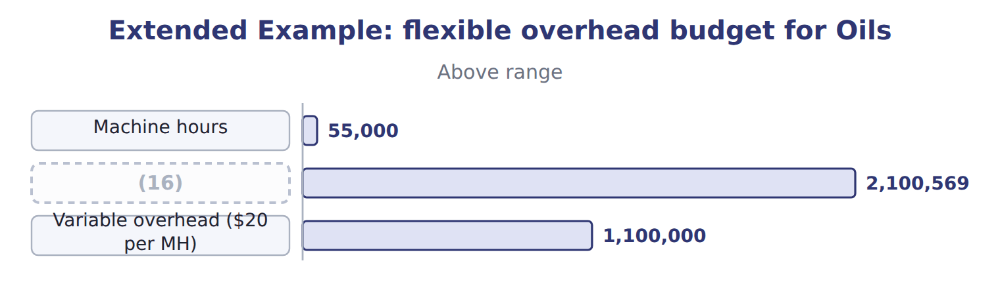 Extended Example: flexible overhead budget for Oils
Above range
Machine hours
55,000
(16)
2,100,569
Variable overhead ($20
per MH)
1,100,000